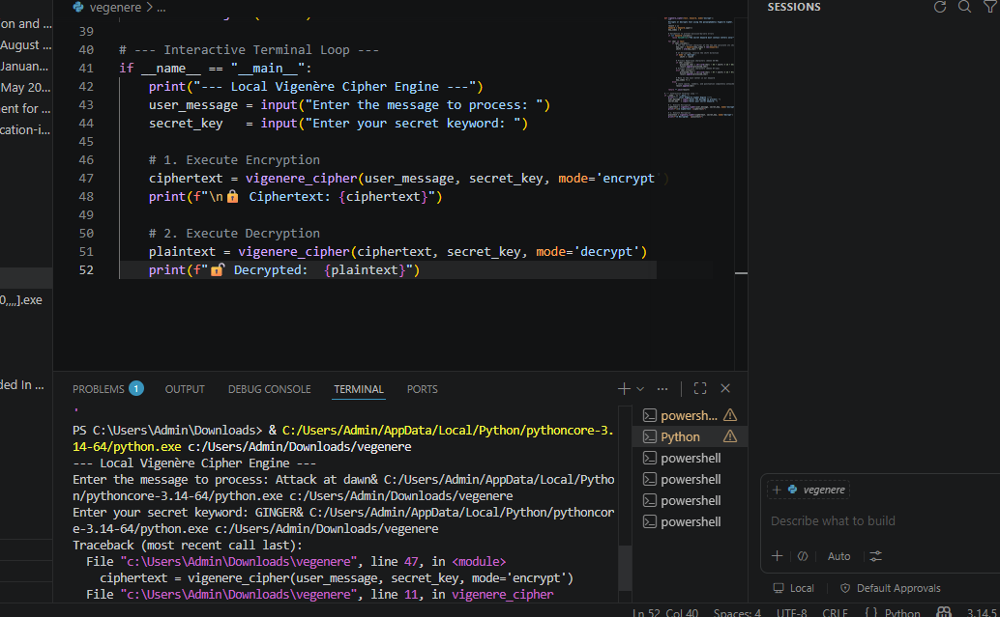 vegenere > ...
SESSIONS
on and ...
August ...
Januan...
May 20...
ent for ...
cation-i...
0,,,,].exe
ded In ...
39
40 # --- Interactive Terminal Loop ---
41 if __name__ == "__main__":
42 print("--- Local Vigenère Cipher Engine ---")
43 user_message = input("Enter the message to process: ")
44 secret_key   = input("Enter your secret keyword: ")
45
46 # 1. Execute Encryption
47 ciphertext = vigenere_cipher(user_message, secret_key, mode='encrypt')
48 print(f"\n🔒 Ciphertext: {ciphertext}")
49
50 # 2. Execute Decryption
51 plaintext = vigenere_cipher(ciphertext, secret_key, mode='decrypt')
52 print(f"🔓 Decrypted:  {plaintext}")
PROBLEMS 1 OUTPUT DEBUG CONSOLE TERMINAL PORTS
'
PS C:\Users\Admin\Downloads> & C:/Users/Admin/AppData/Local/Python/pythoncore-3.
14-64/python.exe c:/Users/Admin/Downloads/vegenere
--- Local Vigenère Cipher Engine ---
Enter the message to process: Attack at dawn& C:/Users/Admin/AppData/Local/Pytho
n/pythoncore-3.14-64/python.exe c:/Users/Admin/Downloads/vegenere
Enter your secret keyword: GINGER& C:/Users/Admin/AppData/Local/Python/pythoncor
e-3.14-64/python.exe c:/Users/Admin/Downloads/vegenere
Traceback (most recent call last):
File "c:\Users\Admin\Downloads\vegenere", line 47, in <module>
ciphertext = vigenere_cipher(user_message, secret_key, mode='encrypt')
File "c:\Users\Admin\Downloads\vegenere", line 11, in vigenere_cipher
powersh...
Python
powershell
powershell
powershell
powershell
+ vegenere
Describe what to build
Auto
Local Default Approvals
Ln 52, Col 40 Spaces: 4 UTF-8 CRLF {} Python 3.14.5